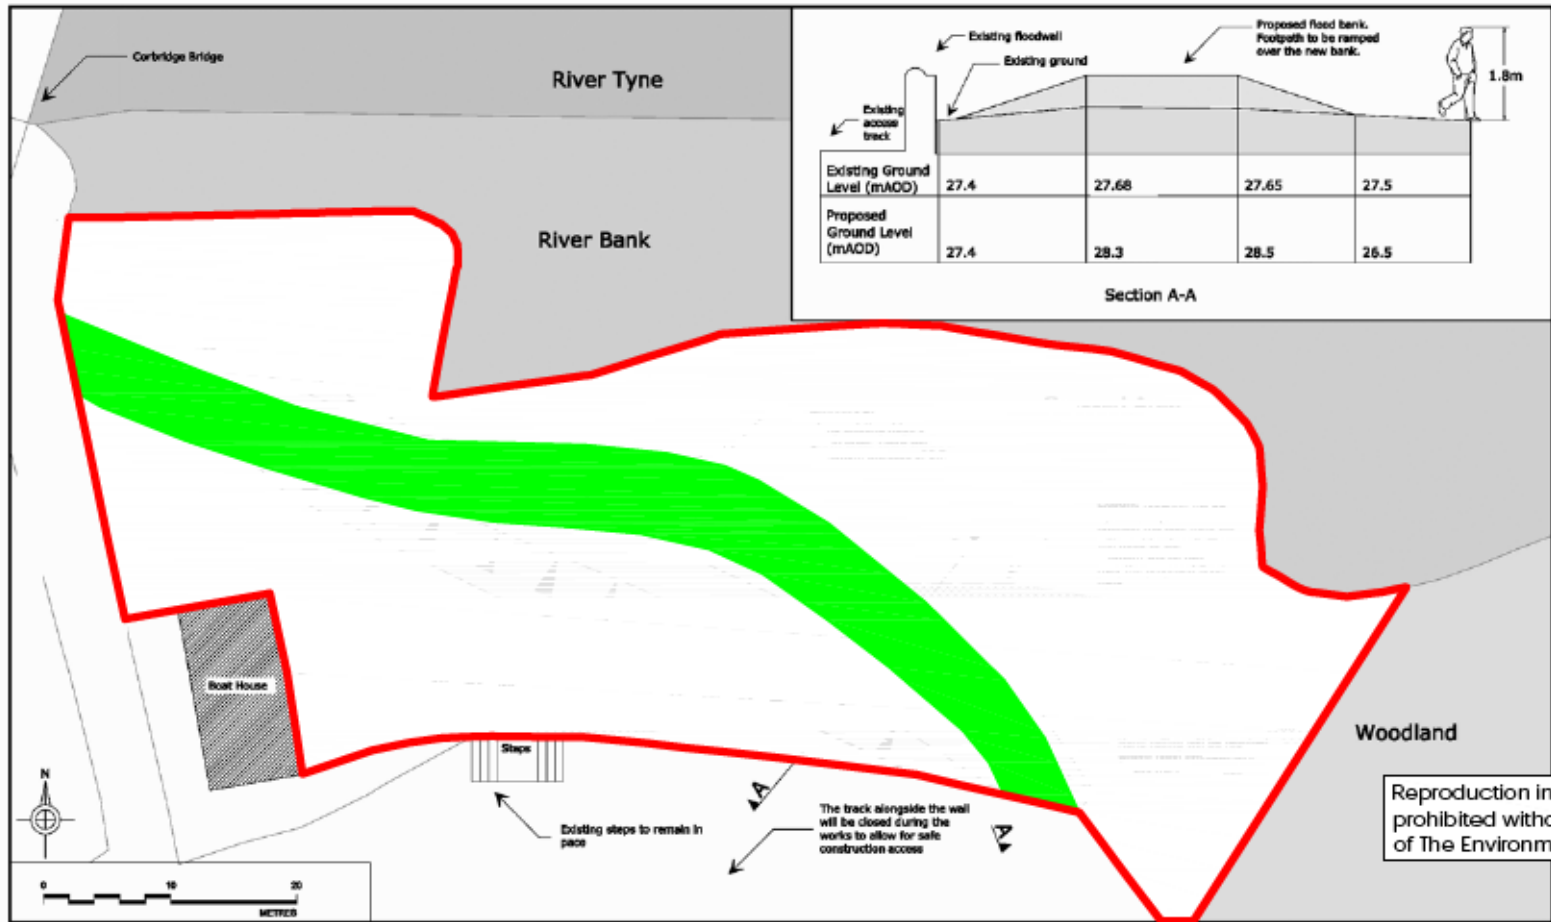 Corbridge Bridge
River Tyne
River Bank
Existing floodwall
Existing ground
Existing
access
track
Proposed flood bank.
Footpath to be ramped
over the new bank.
1.8m
Existing Ground
Level (mAOD)
27.4
27.68
27.65
27.5
Proposed
Ground Level
(mAOD)
27.4
28.3
28.5
26.5
Section A-A
Boat House
Steps
Woodland
A
A
Existing steps to remain in
pace
The track alongside the wall
will be closed during the
works to allow for safe
construction access
Reproduction in
prohibited witho
of The Environm
N
0 10 20
METRES